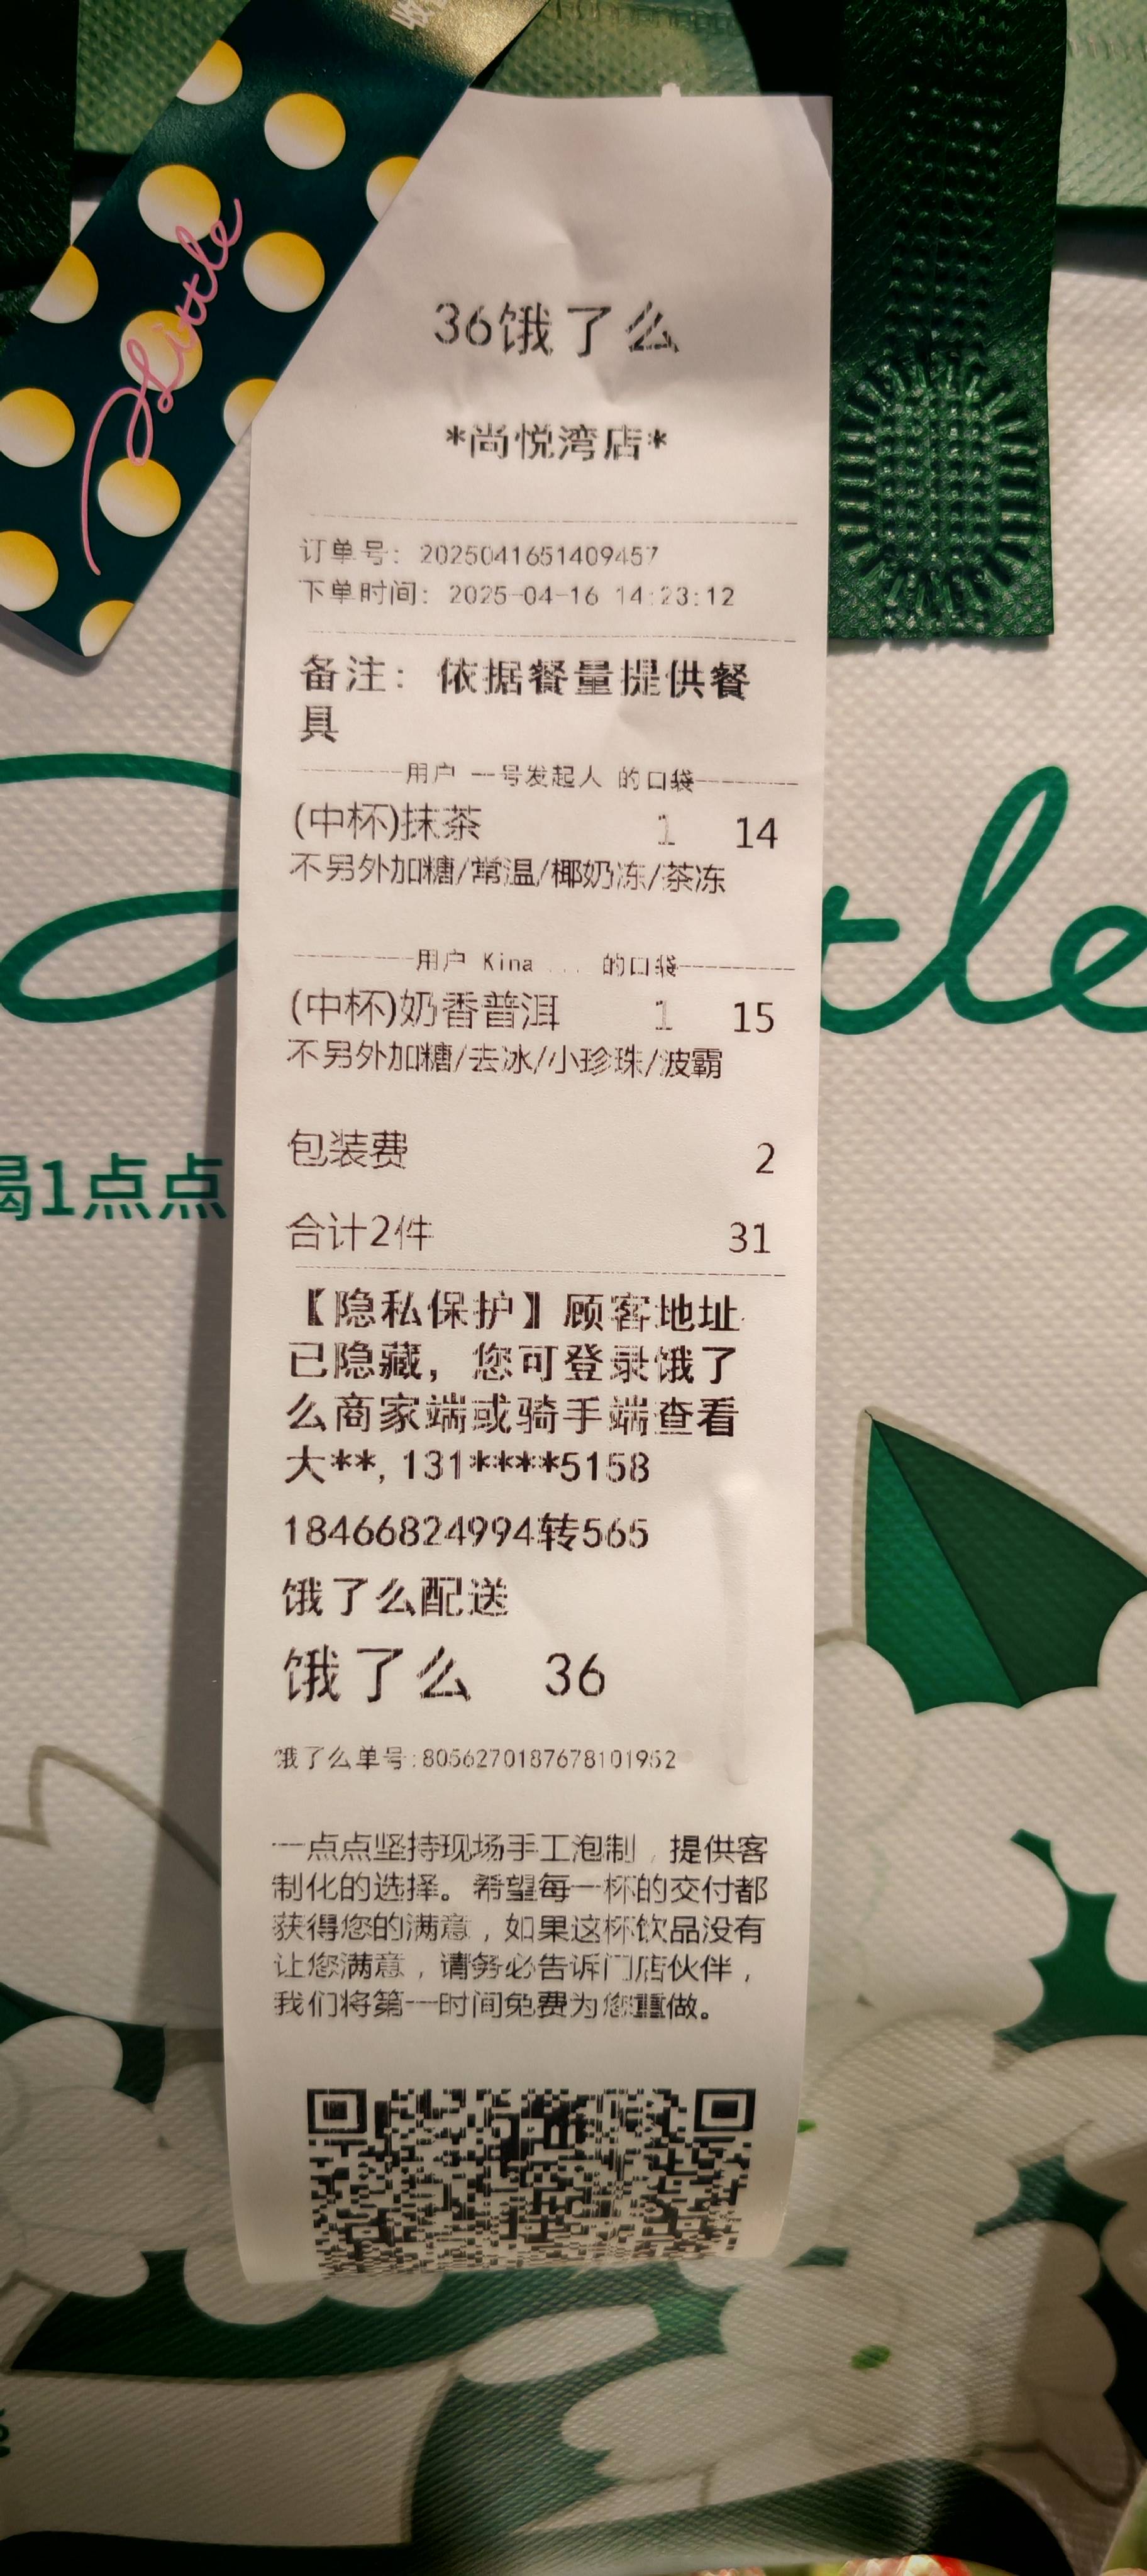 Alittle
36饿了么
*尚悦湾店*
订单号: 2025041651409457
下单时间: 2025-04-16 14:23:12
备注: 依据餐量提供餐
具
用户 一号发起人 的口袋
(中杯)抹茶 1 14
不另外加糖/常温/椰奶冻/茶冻
用户 Kina ... 的口袋
(中杯)奶香普洱 1 15
不另外加糖/去冰/小珍珠/波霸
包装费 2
合计2件 31
【隐私保护】顾客地址
已隐藏, 您可登录饿了
么商家端或骑手端查看
大**, 131****5158
18466824994转565
饿了么配送
饿了么 36
饿了么单号:8056270187678101952
一点点坚持现场手工泡制,提供客
制化的选择。希望每一杯的交付都
获得您的满意,如果这杯饮品没有
让您满意,请务必告诉门店伙伴,
我们将第一时间免费为您重做。
喝1点点